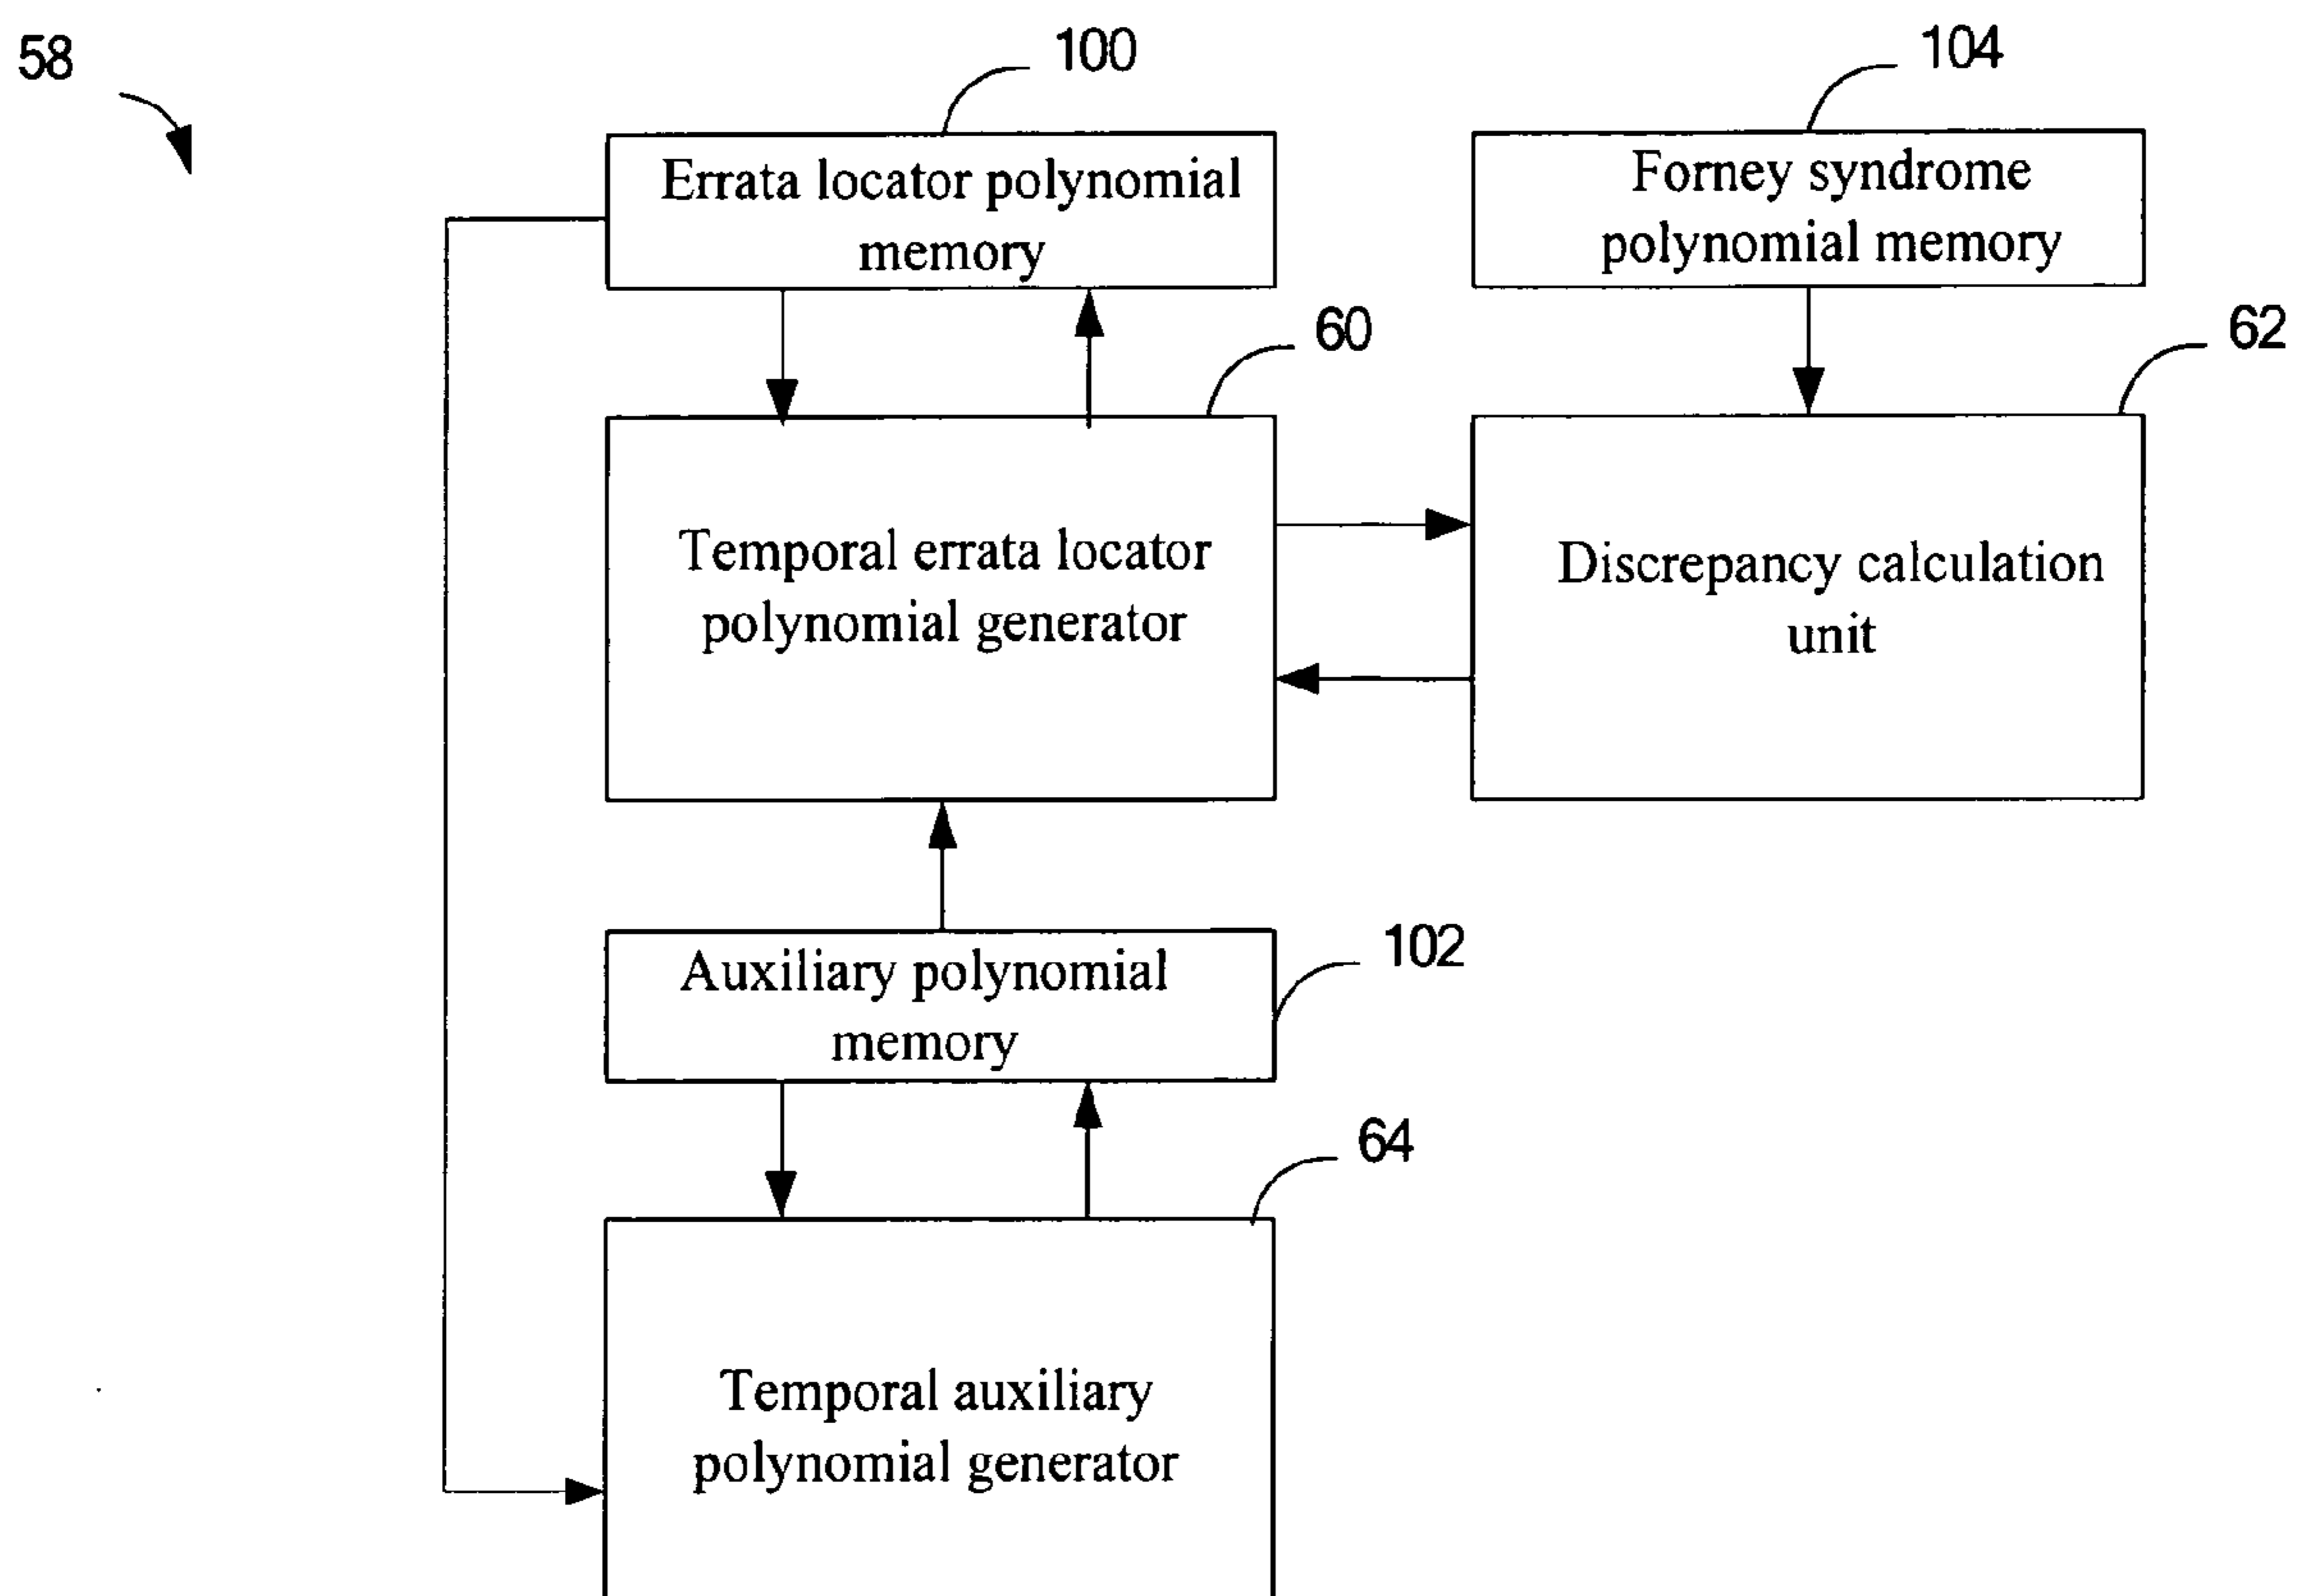 58
100
104
Errata locator polynomial
memory
Forney syndrome
polynomial memory
60
62
Temporal errata locator
polynomial generator
Discrepancy calculation
unit
102
Auxiliary polynomial
memory
64
Temporal auxiliary
polynomial generator